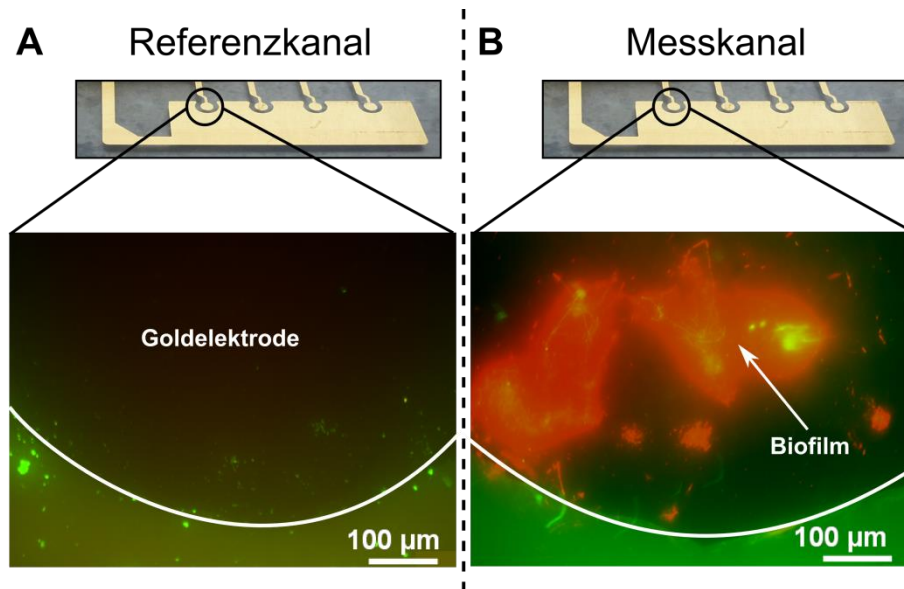 A Referenzkanal
Goldelektrode
100 µm
B Messkanal
Biofilm
100 µm